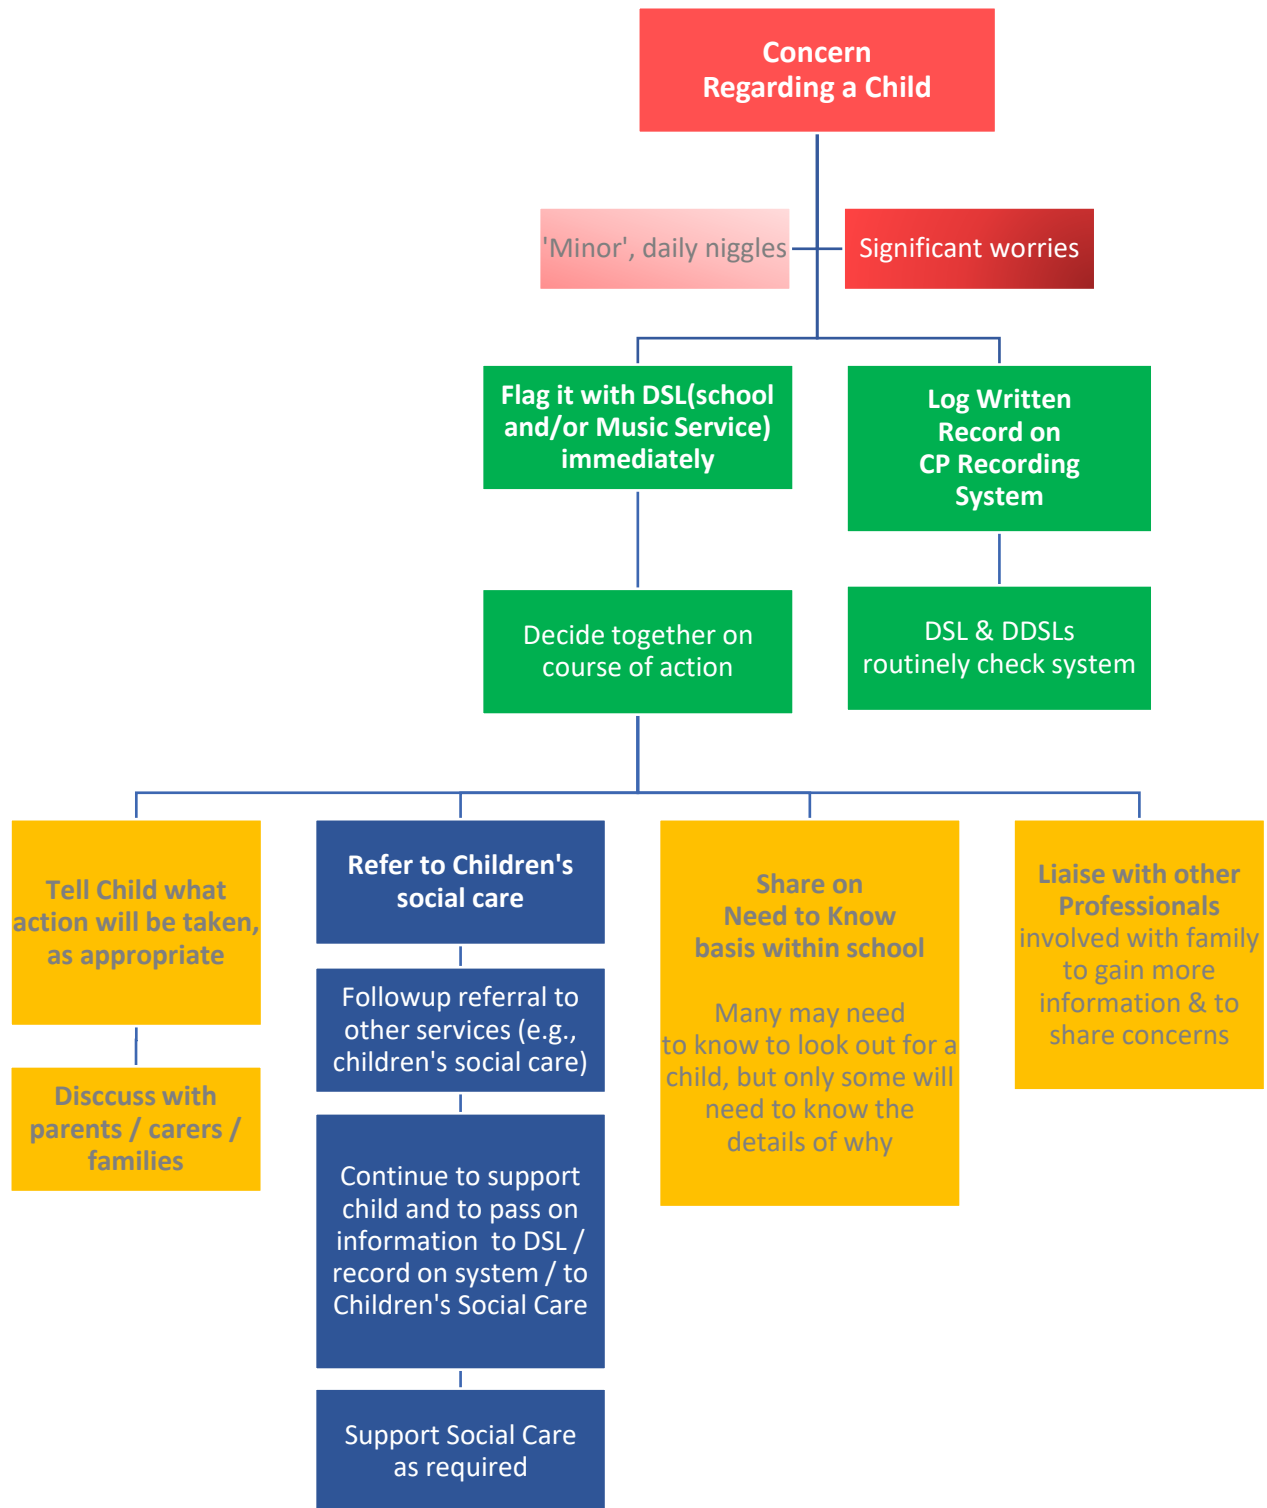 Concern
Regarding a Child
'Minor', daily niggles
Significant worries
Flag it with DSL(school
and/or Music Service)
immediately
Log Written
Record on
CP Recording
System
Decide together on
course of action
DSL & DDSLs
routinely check system
Tell Child what
action will be taken,
as appropriate
Disccuss with
parents / carers /
families
Refer to Children's
social care
Followup referral to
other services (e.g.,
children's social care)
Continue to support
child and to pass on
information to DSL /
record on system / to
Children's Social Care
Support Social Care
as required
Share on
Need to Know
basis within school
Many may need
to know to look out for a
child, but only some will
need to know the
details of why
Liaise with other
Professionals
involved with family
to gain more
information & to
share concerns